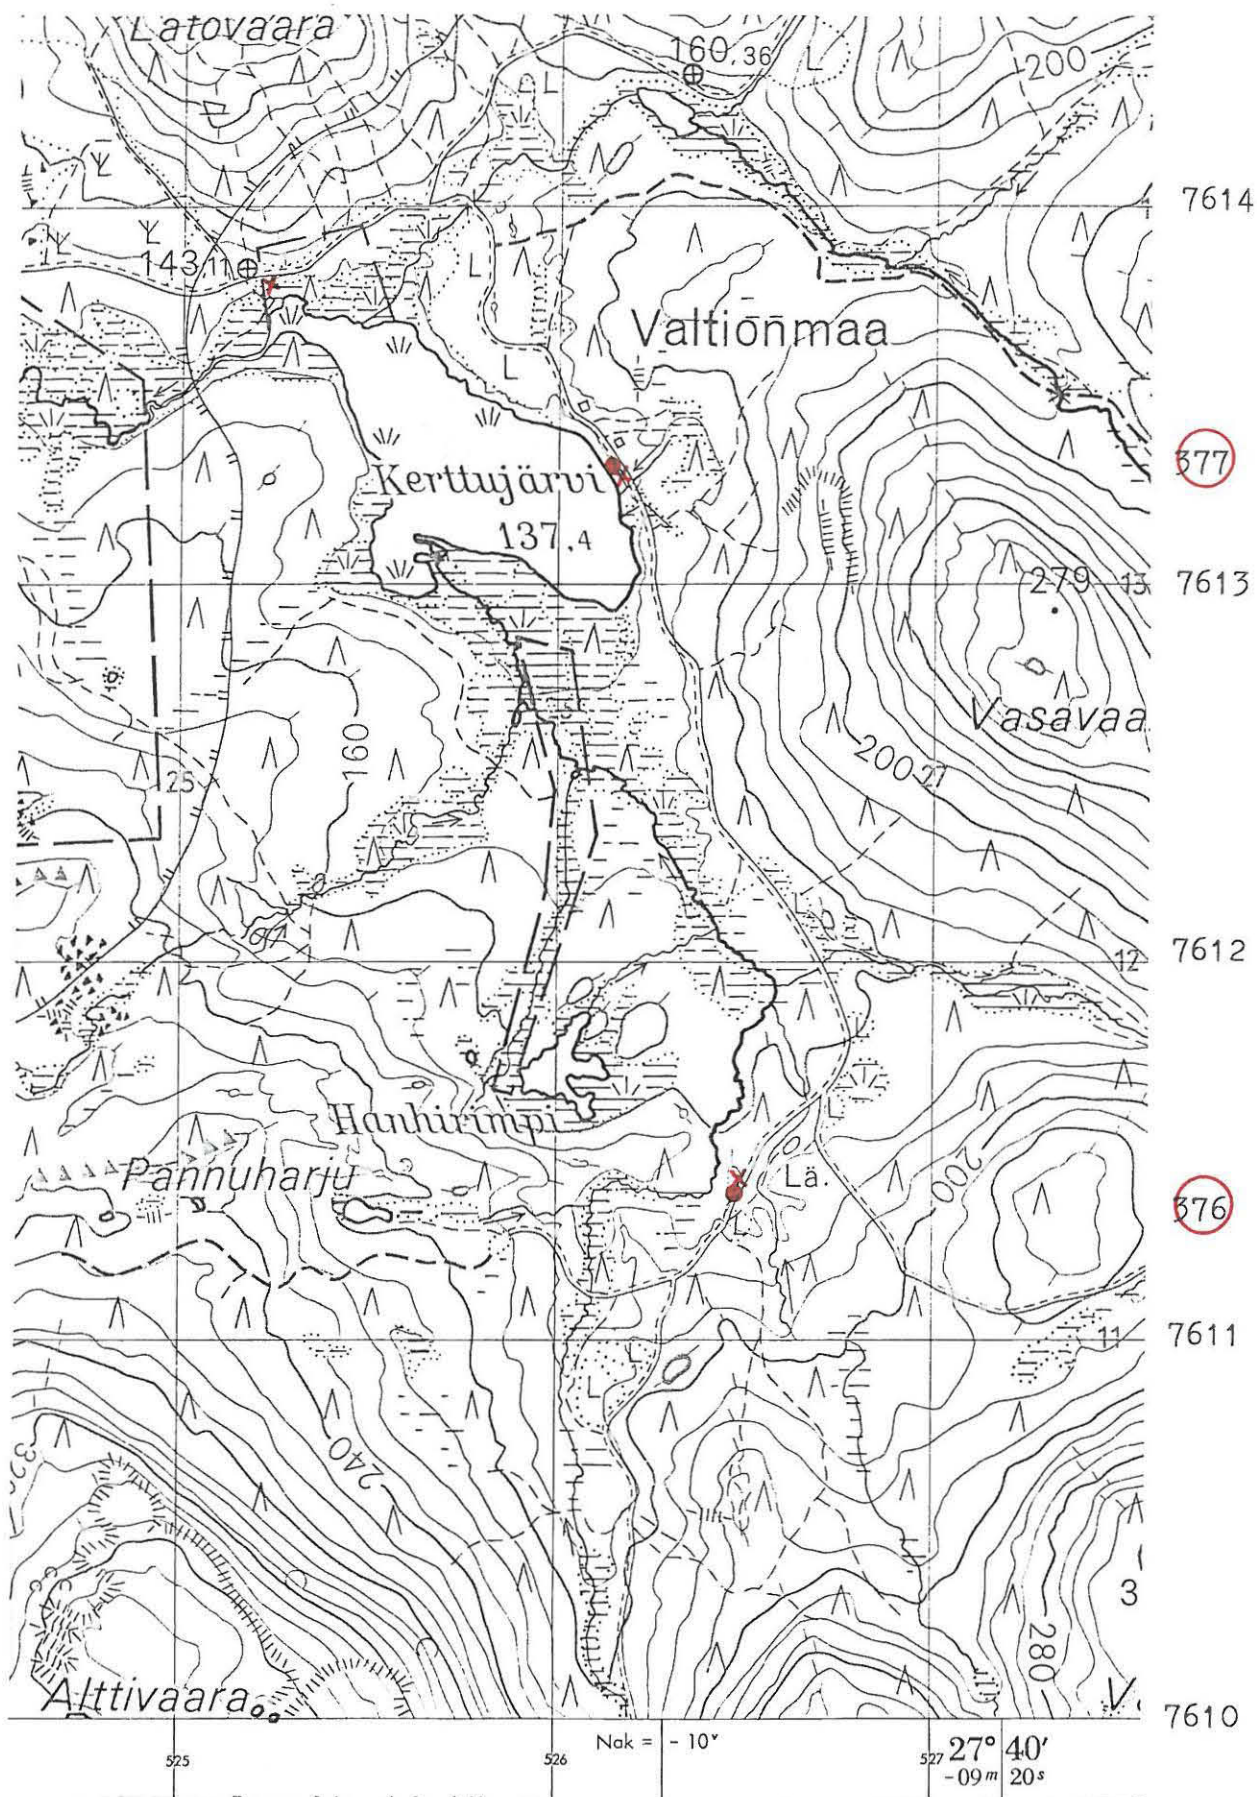 Latovaara
160.36
L
L
200
7614
143.11
L
L
Valtionmaa
L
377
Kerttujärvi
137.4
279
13
7613
Vasavaa
160
25
200
27
L
12
7612
L
Hanhirimpi
L
Pannuharju
Lä.
200
376
L
11
7611
L
L
240
3
280
Alttivaara
V
7610
525
526
Nak = -10ᵛ
527
27° 40′
-09ᵐ 20ˢ